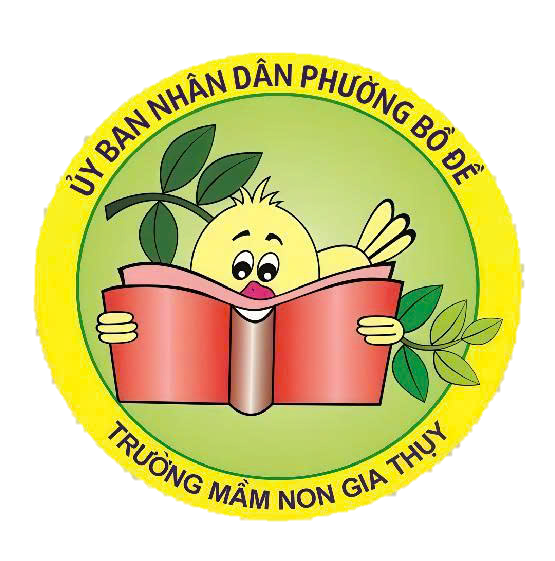 ỦY BAN NHÂN DÂN PHƯỜNG BỒ ĐỀ
TRƯỜNG MẦM NON GIA THỤY